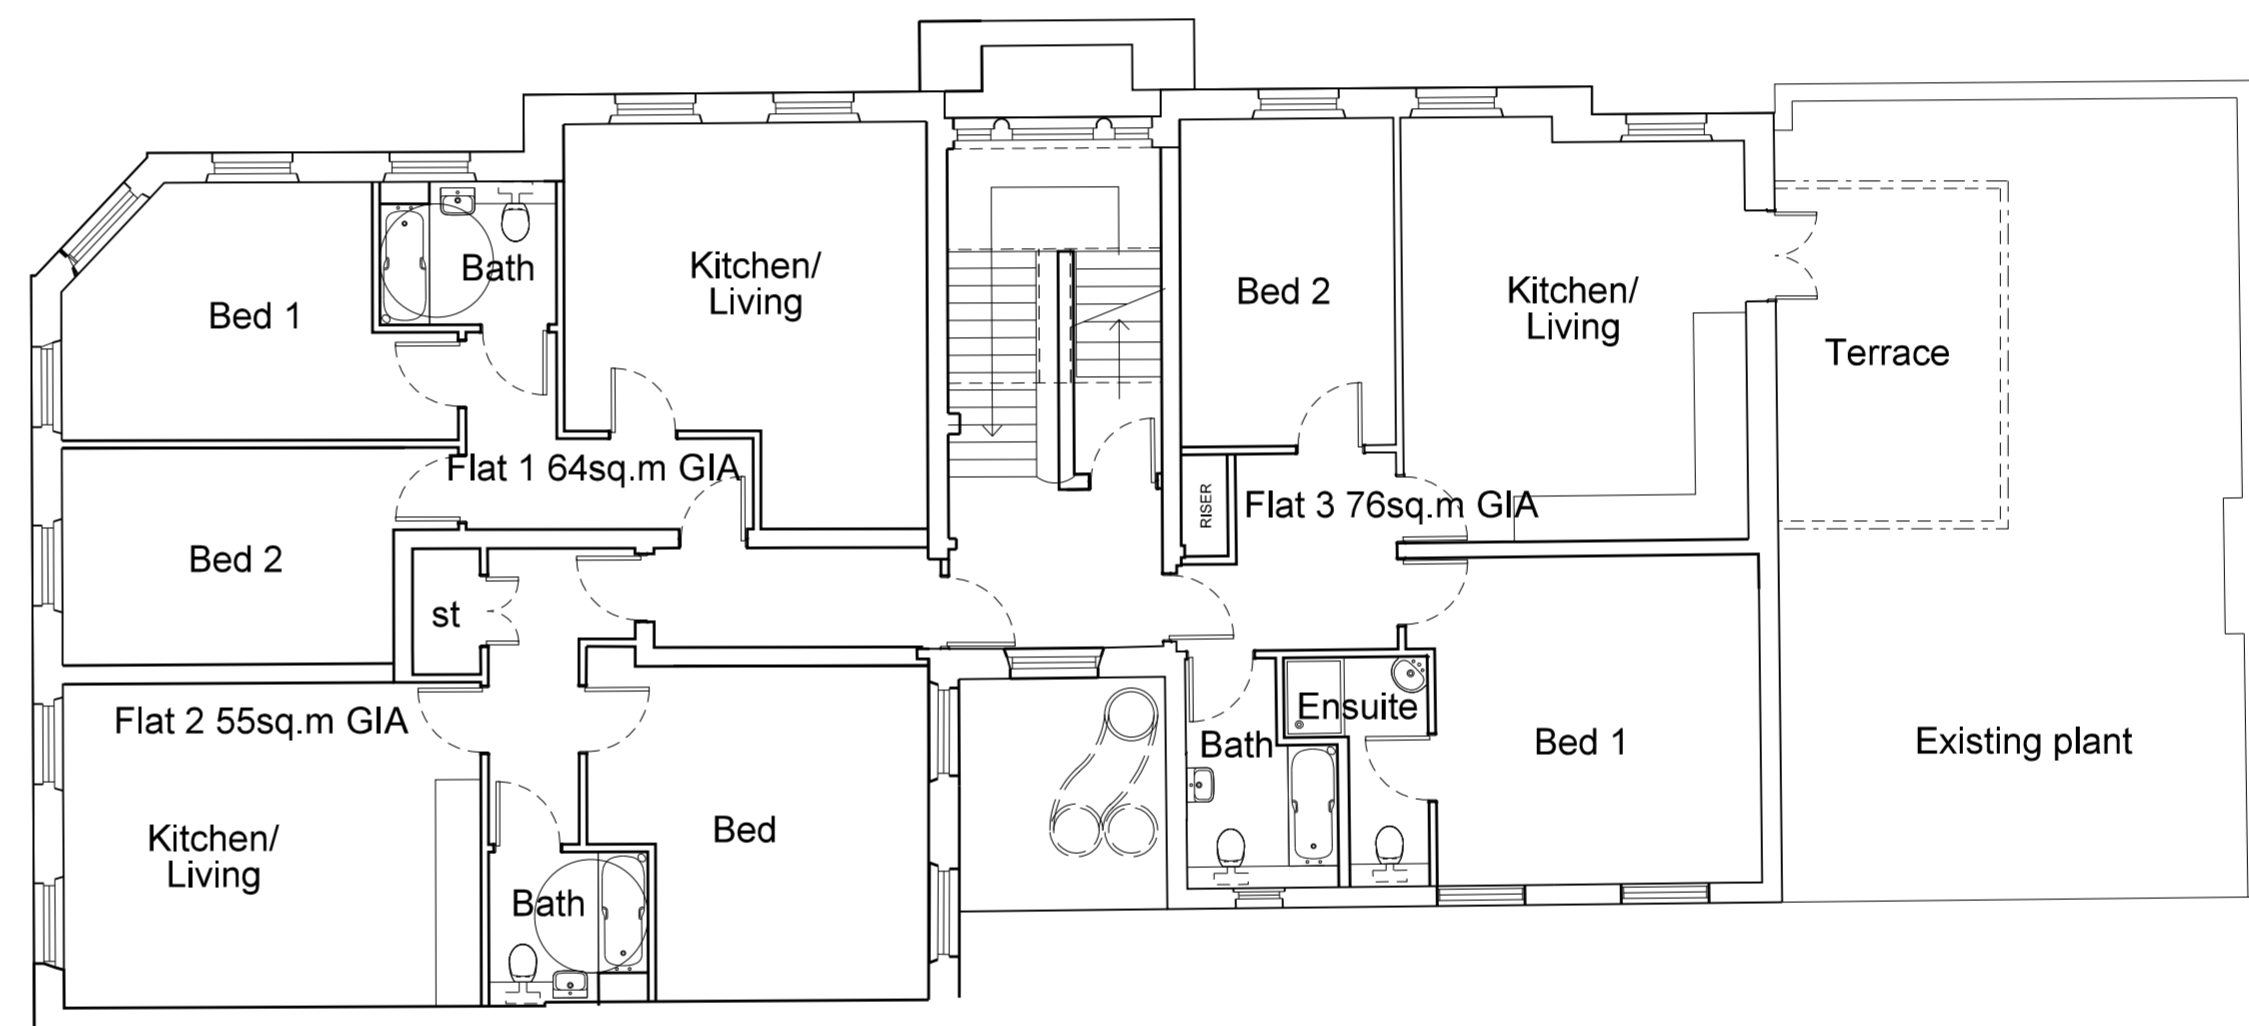 Bath
Kitchen/
Living
Bed 1
Bed 2
Kitchen/
Living
Terrace
Flat 1 64sq.m GIA
RISER
Flat 3 76sq.m GIA
Bed 2
st
Flat 2 55sq.m GIA
Ensuite
Bath
Bed 1
Existing plant
Kitchen/
Living
Bed
Bath